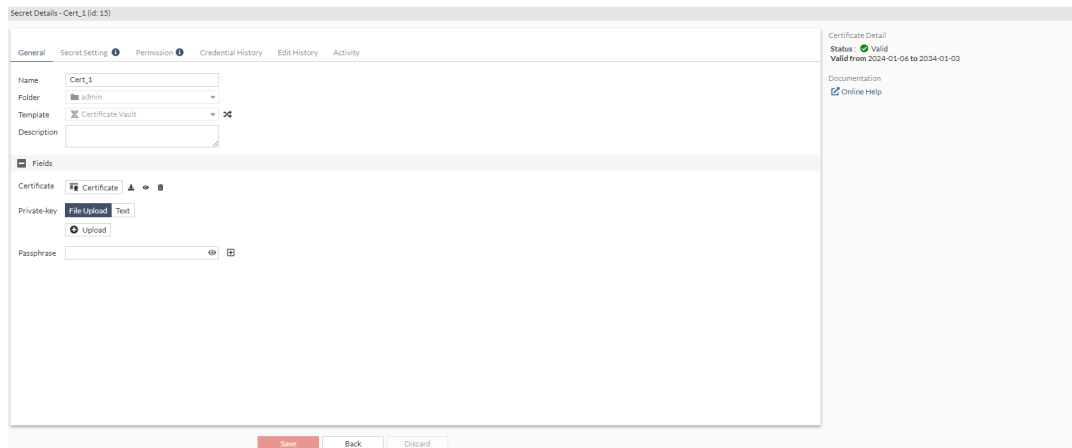 Secret Details - Cert_1 (id: 15)
General Secret Setting Permission Credential History Edit History Activity
Name Cert_1
Folder admin
Template Certificate Vault
Description
Fields
Certificate Certificate
Private-key File Upload Text
Upload
Passphrase
Save Back Discard
Certificate Detail
Status : Valid
Valid from 2024-01-06 to 2034-01-03
Documentation
Online Help